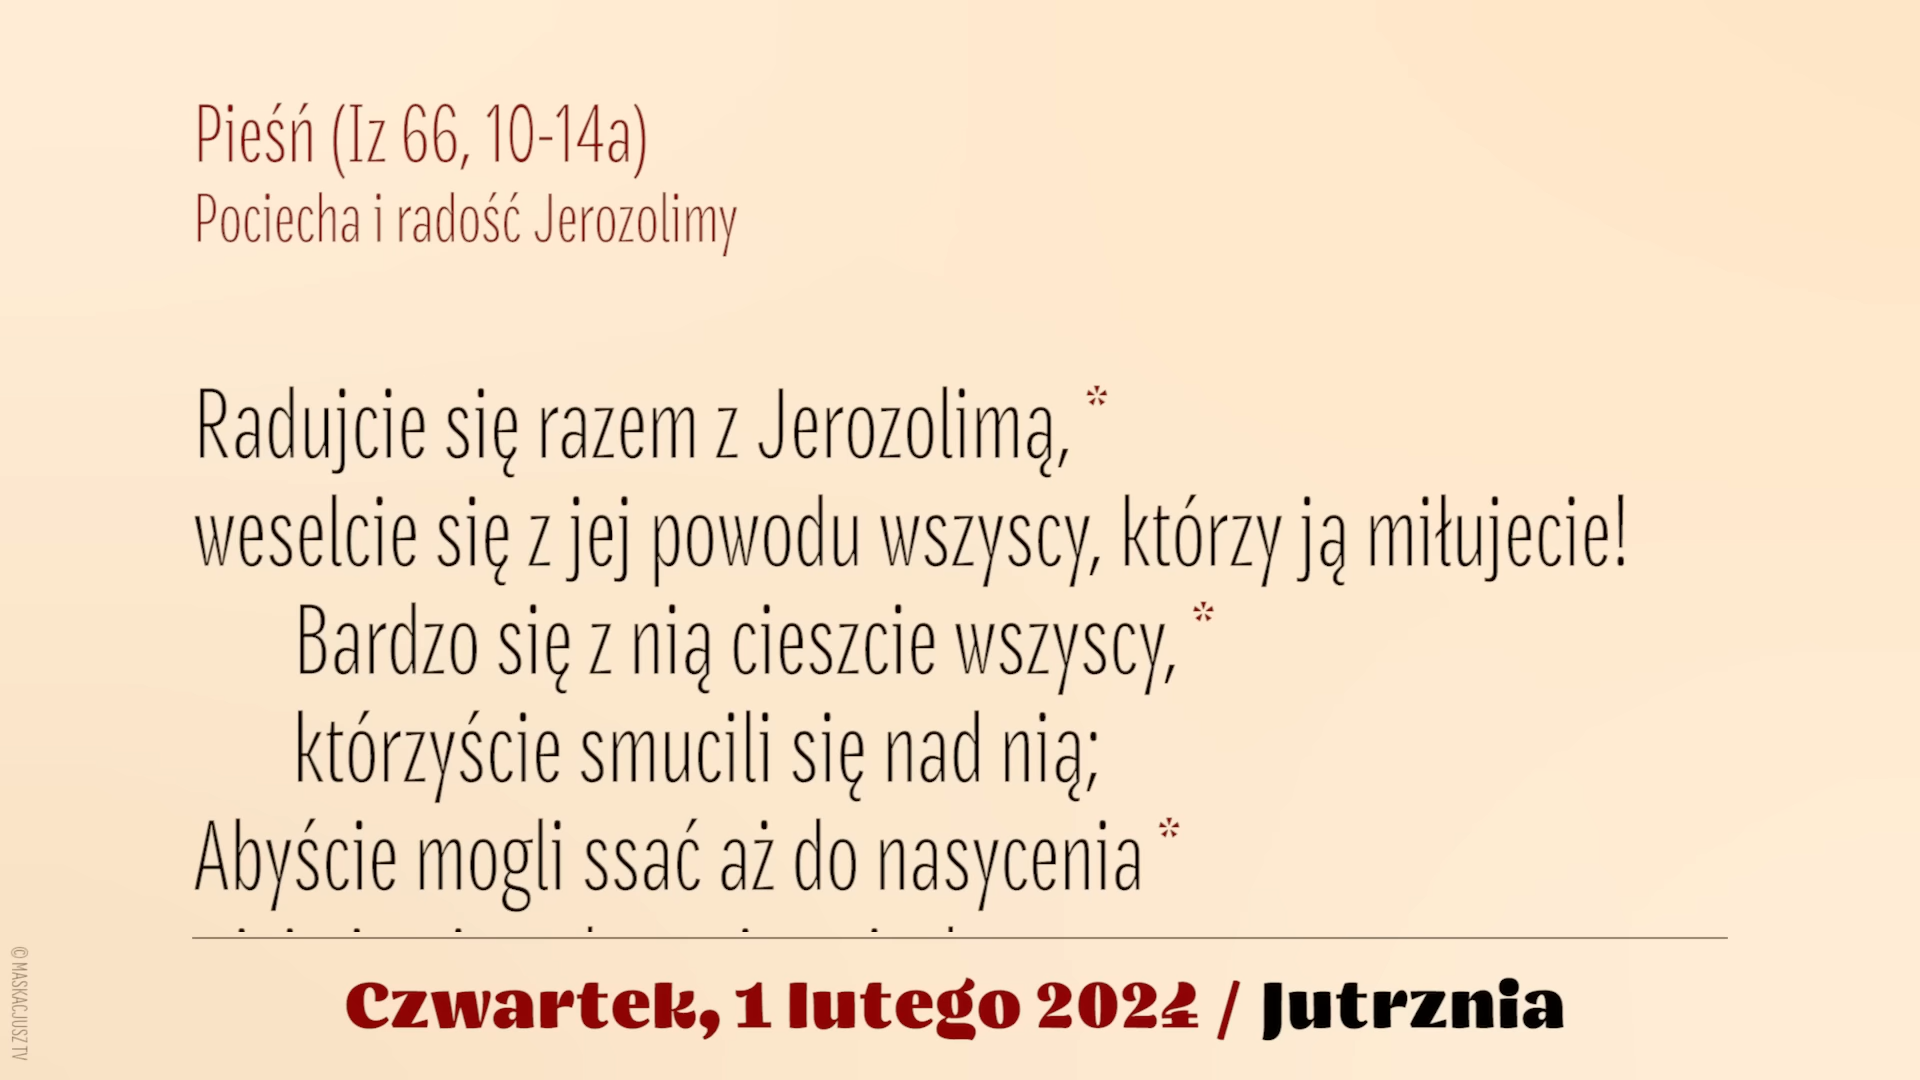 Pieśń (Iz 66, 10-14a)
Pociecha i radość Jerozolimy
Radujcie się razem z Jerozolimą, *
weselcie się z jej powodu wszyscy, którzy ją miłujecie!
Bardzo się z nią cieszcie wszyscy, *
którzyście smucili się nad nią;
Abyście mogli ssać aż do nasycenia *
Czwartek, 1 lutego 2024 / Jutrznia
© MASKACJUSZ TV